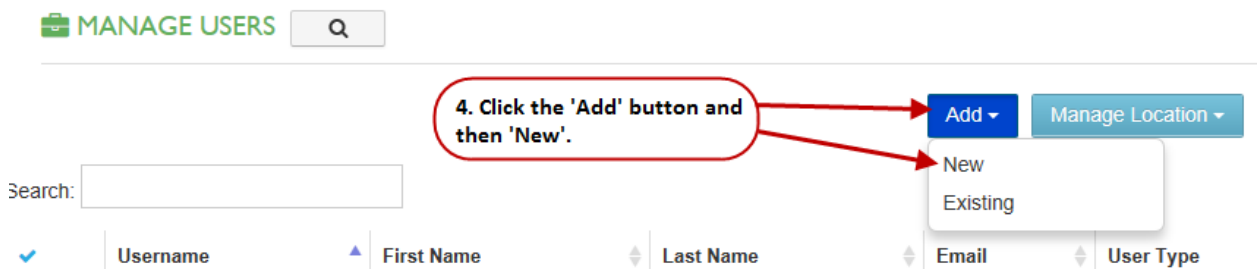 MANAGE USERS
4. Click the 'Add' button and
then 'New'.
Add
Manage Location
New
Existing
Search:
Username First Name Last Name Email User Type